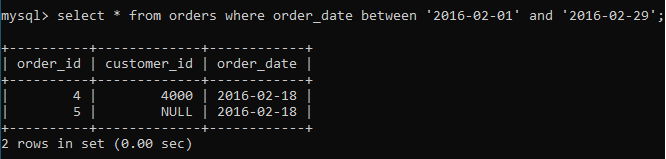 mysql> select * from orders where order_date between '2016-02-01' and '2016-02-29';
+----------+-------------+------------+
| order_id | customer_id | order_date |
+----------+-------------+------------+
|        4 |        4000 | 2016-02-18 |
|        5 |        NULL | 2016-02-18 |
+----------+-------------+------------+
2 rows in set (0.00 sec)